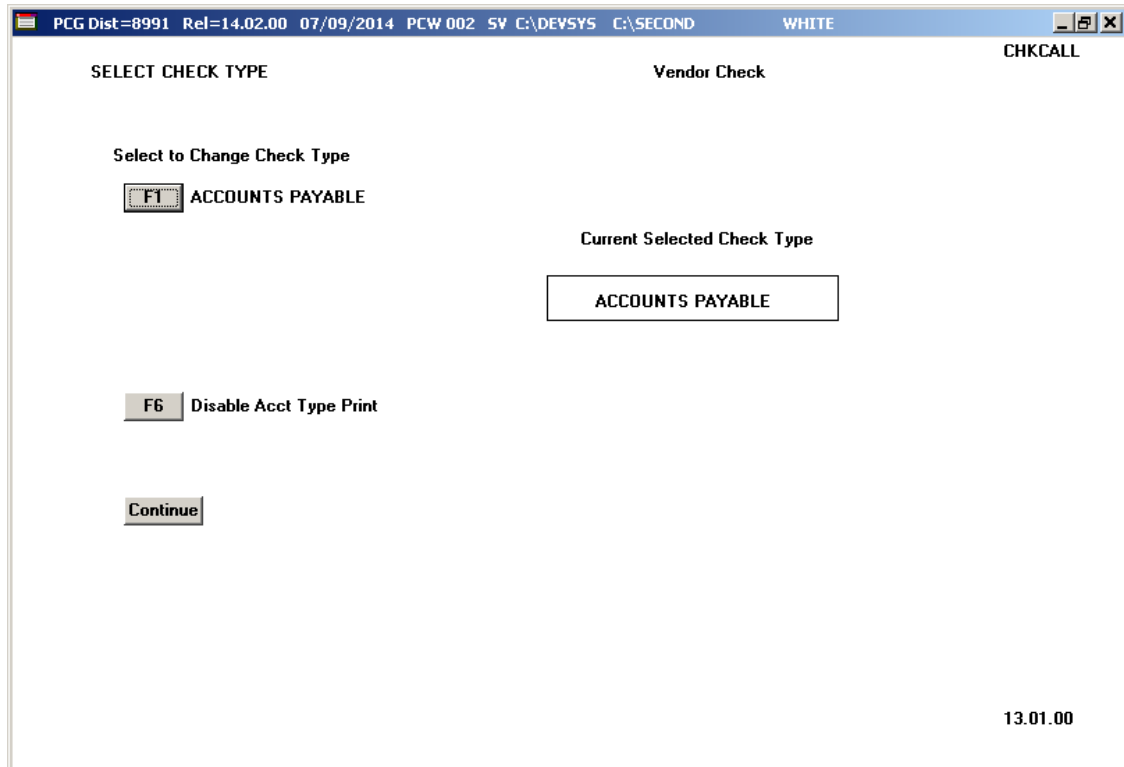 PCG Dist=8991 Rel=14.02.00 07/09/2014 PCW 002 SV C:\DEVSYS C:\SECOND WHITE
CHKCALL
SELECT CHECK TYPE Vendor Check
Select to Change Check Type
F1 ACCOUNTS PAYABLE
Current Selected Check Type
ACCOUNTS PAYABLE
F6 Disable Acct Type Print
Continue
13.01.00